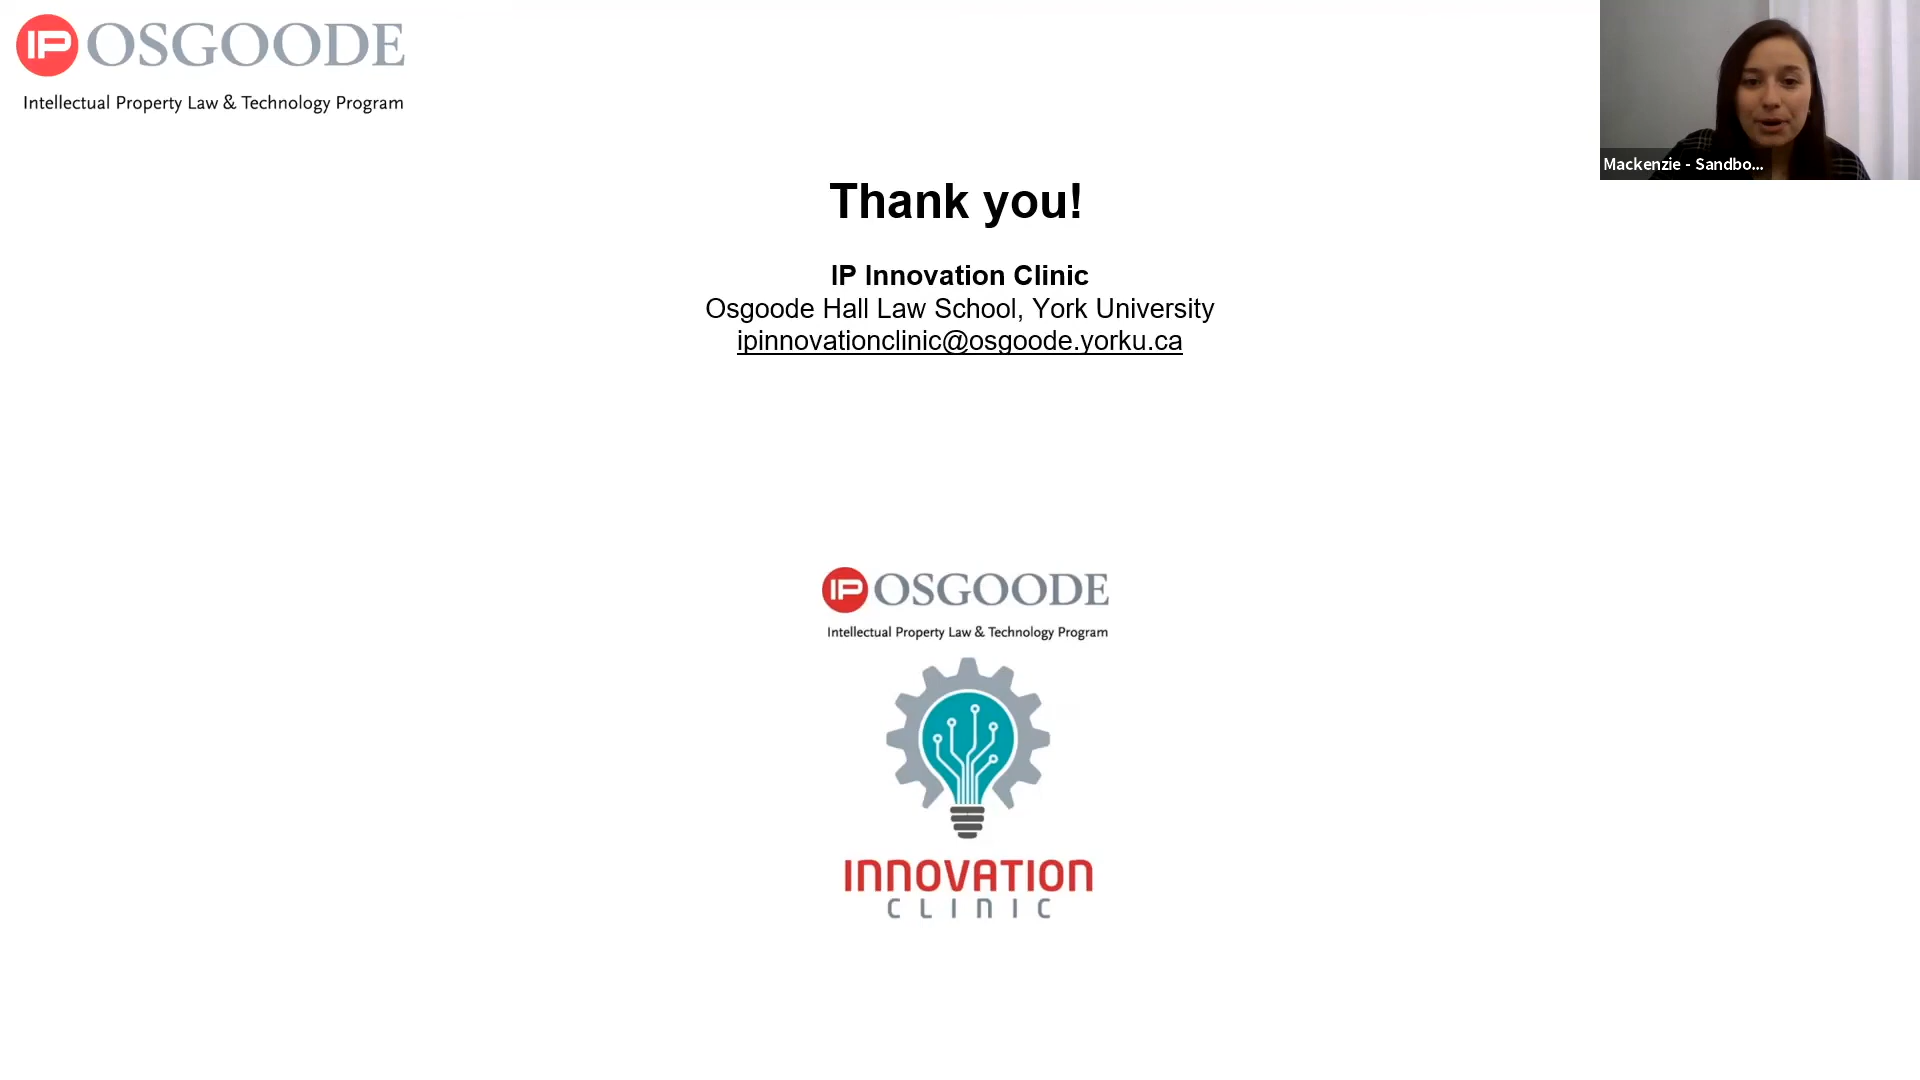 IP OSGOODE
Intellectual Property Law & Technology Program
Mackenzie - Sandbo...
Thank you!
IP Innovation Clinic
Osgoode Hall Law School, York University
ipinnovationclinic@osgoode.yorku.ca
IP OSGOODE
Intellectual Property Law & Technology Program
INNOVATION
CLINIC